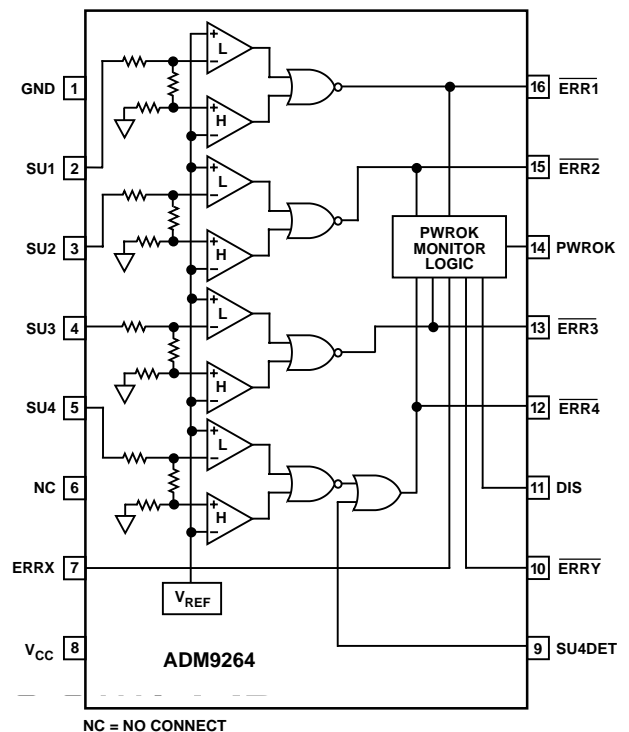 GND 1
SU1 2
SU2 3
SU3 4
SU4 5
NC 6
ERRX 7
VCC 8
+ L −
+ H −
+ L −
+ H −
+ L −
+ H −
+ L −
+ H −
VREF
ADM9264
PWROK
MONITOR
LOGIC
16 ERR1
15 ERR2
14 PWROK
13 ERR3
12 ERR4
11 DIS
10 ERRY
9 SU4DET
NC = NO CONNECT